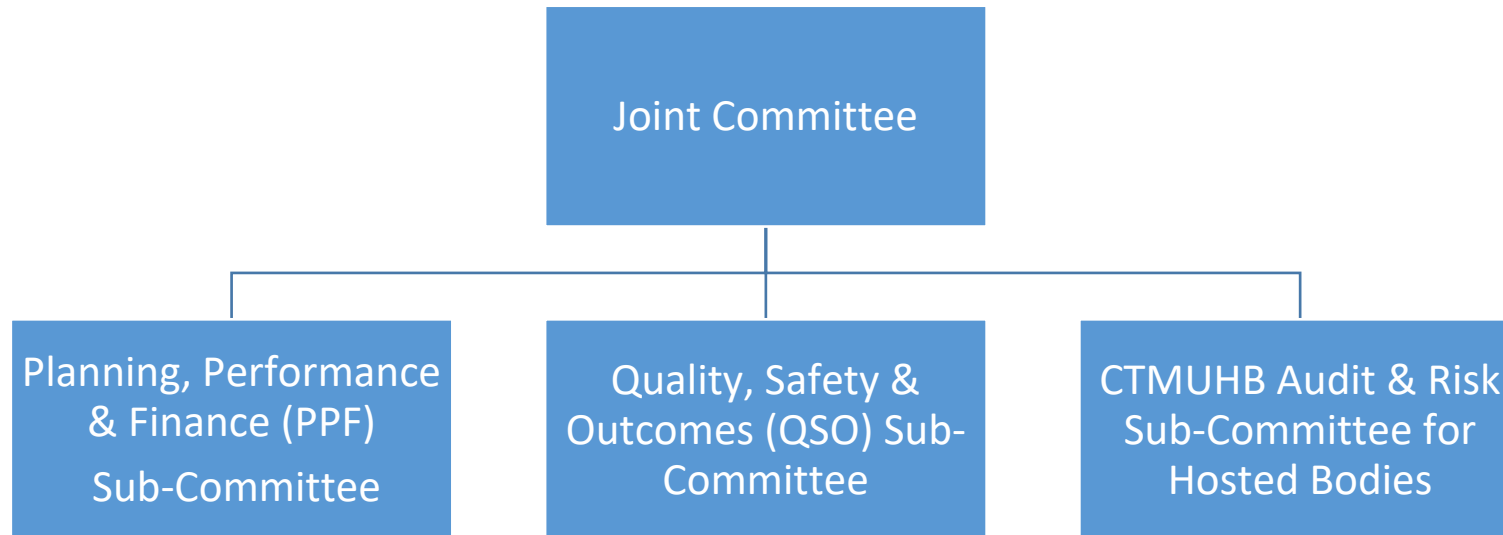 Joint Committee
Planning, Performance
& Finance (PPF)
Sub-Committee
Quality, Safety &
Outcomes (QSO) Sub-
Committee
CTMUHB Audit & Risk
Sub-Committee for
Hosted Bodies